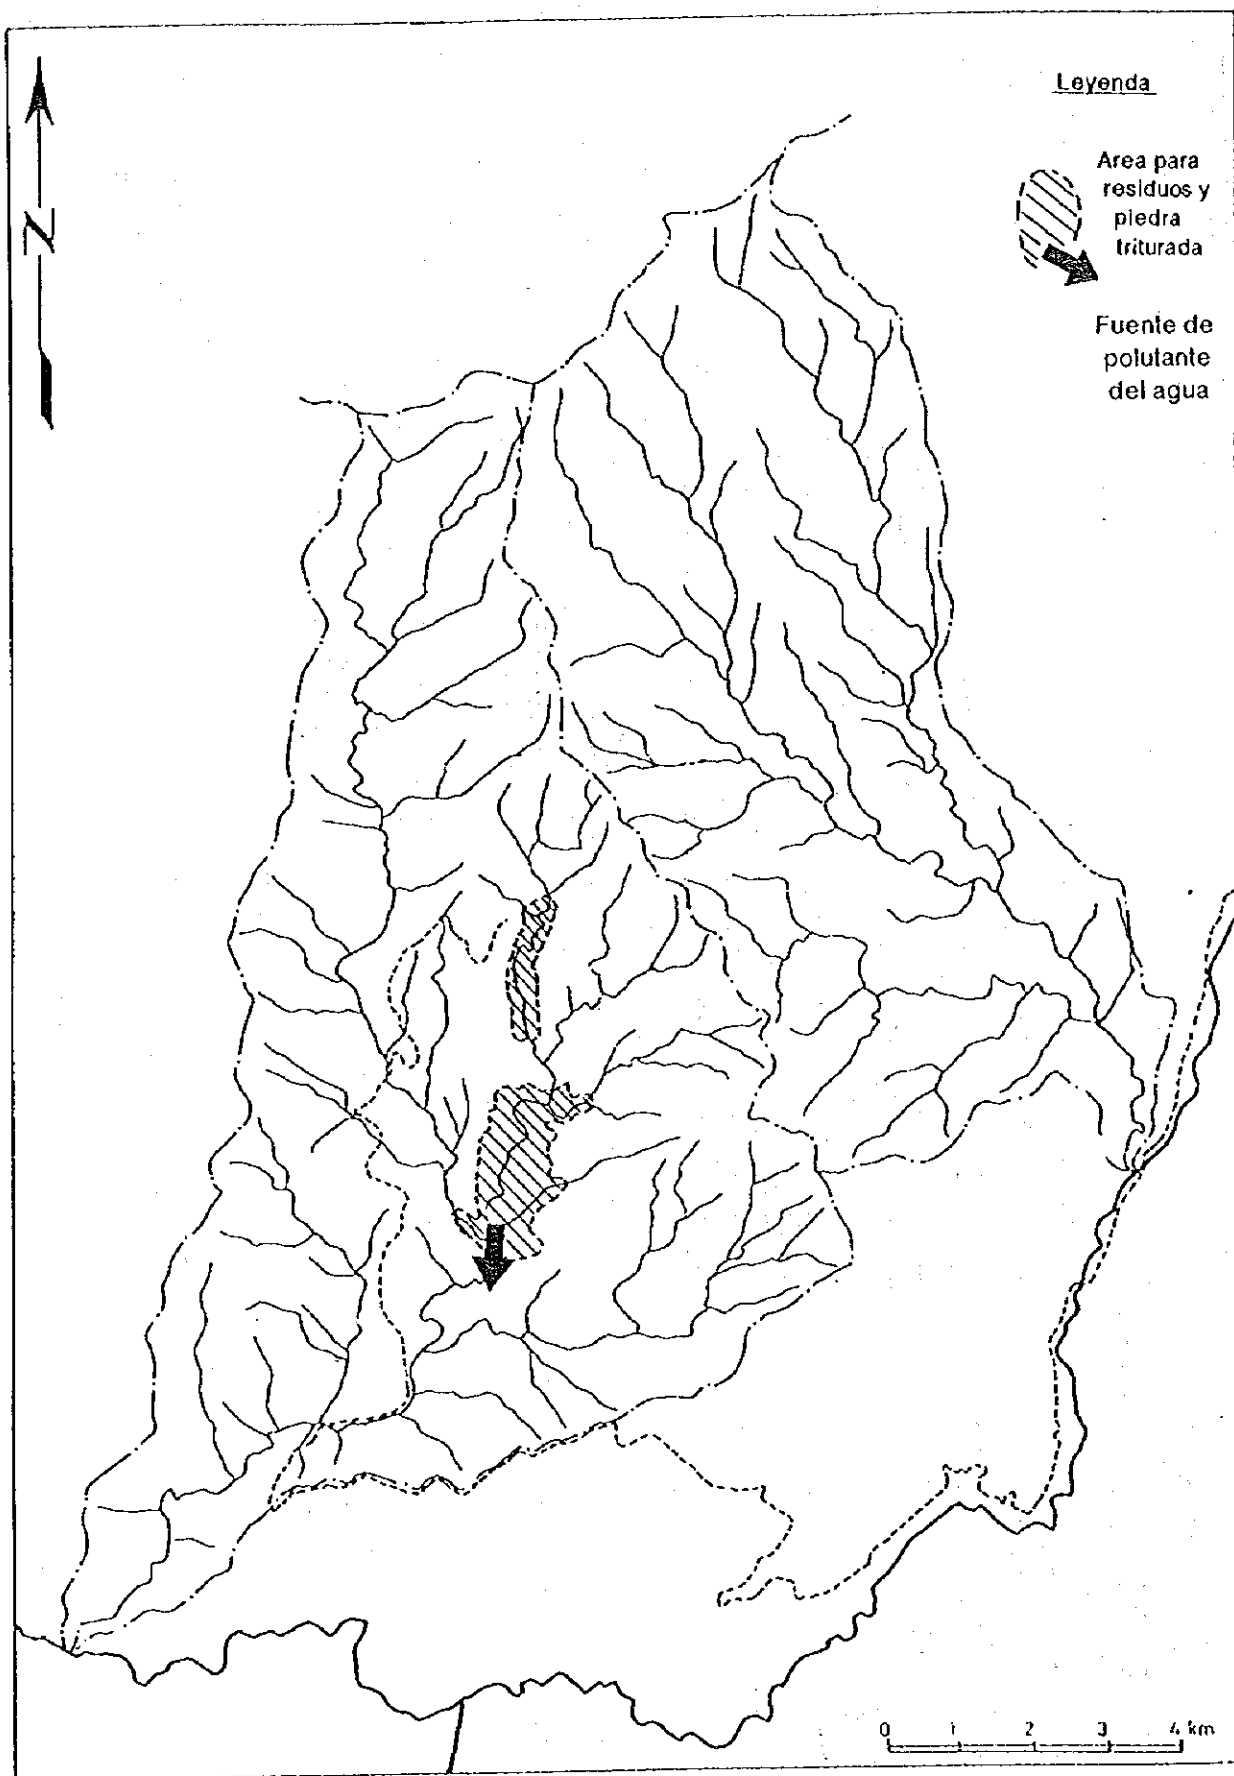 N
Leyenda
Area para
residuos y
piedra
triturada
Fuente de
polutante
del agua
0 1 2 3 4 km